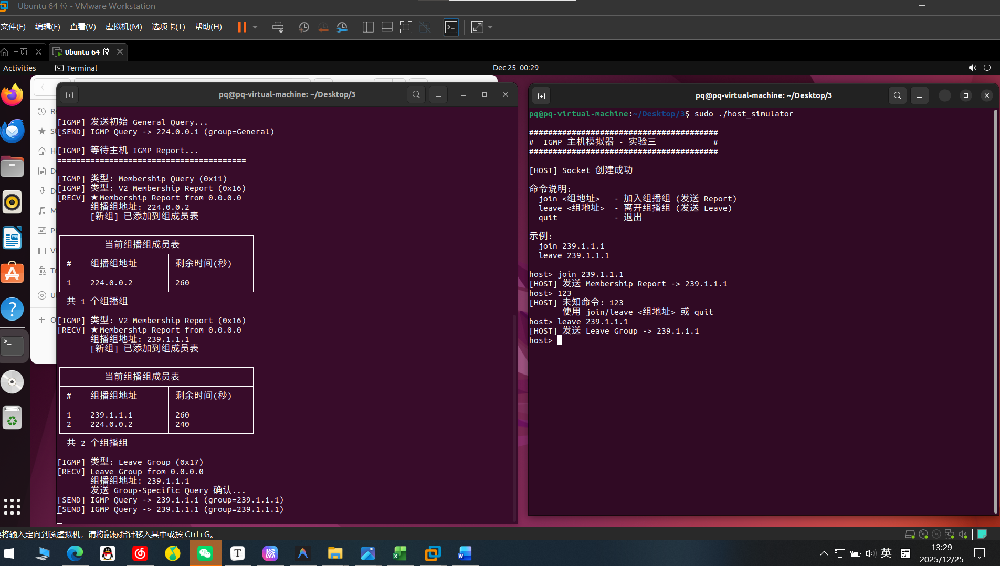 Ubuntu 64 位 - VMware Workstation
文件(F) 编辑(E) 查看(V) 虚拟机(M) 选项卡(T) 帮助(H)
主页 Ubuntu 64 位
Activities Terminal Dec 25 00:29
pq@pq-virtual-machine: ~/Desktop/3
[IGMP] 发送初始 General Query...
[SEND] IGMP Query -> 224.0.0.1 (group=General)
[IGMP] 等待主机 IGMP Report...
========================================
[IGMP] 类型: Membership Query (0x11)
[IGMP] 类型: V2 Membership Report (0x16)
[RECV] ★Membership Report from 0.0.0.0
组播组地址: 224.0.0.2
[新组] 已添加到组成员表
当前组播组成员表
# 组播组地址 剩余时间(秒)
1 224.0.0.2 260
共 1 个组播组
[IGMP] 类型: V2 Membership Report (0x16)
[RECV] ★Membership Report from 0.0.0.0
组播组地址: 239.1.1.1
[新组] 已添加到组成员表
当前组播组成员表
# 组播组地址 剩余时间(秒)
1 239.1.1.1 260
2 224.0.0.2 240
共 2 个组播组
[IGMP] 类型: Leave Group (0x17)
[RECV] Leave Group from 0.0.0.0
组播组地址: 239.1.1.1
发送 Group-Specific Query 确认...
[SEND] IGMP Query -> 239.1.1.1 (group=239.1.1.1)
[SEND] IGMP Query -> 239.1.1.1 (group=239.1.1.1)
pq@pq-virtual-machine: ~/Desktop/3
pq@pq-virtual-machine:~/Desktop/3$ sudo ./host_simulator
########################################
# IGMP 主机模拟器 - 实验三 #
########################################
[HOST] Socket 创建成功
命令说明:
join <组地址> - 加入组播组 (发送 Report)
leave <组地址> - 离开组播组 (发送 Leave)
quit - 退出
示例:
join 239.1.1.1
leave 239.1.1.1
host> join 239.1.1.1
[HOST] 发送 Membership Report -> 239.1.1.1
host> 123
[HOST] 未知命令: 123
使用 join/leave <组地址> 或 quit
host> leave 239.1.1.1
[HOST] 发送 Leave Group -> 239.1.1.1
host>
将输入定向到该虚拟机，请将鼠标指针移入其中或按 Ctrl+G。
英 拼 13:29
2025/12/25